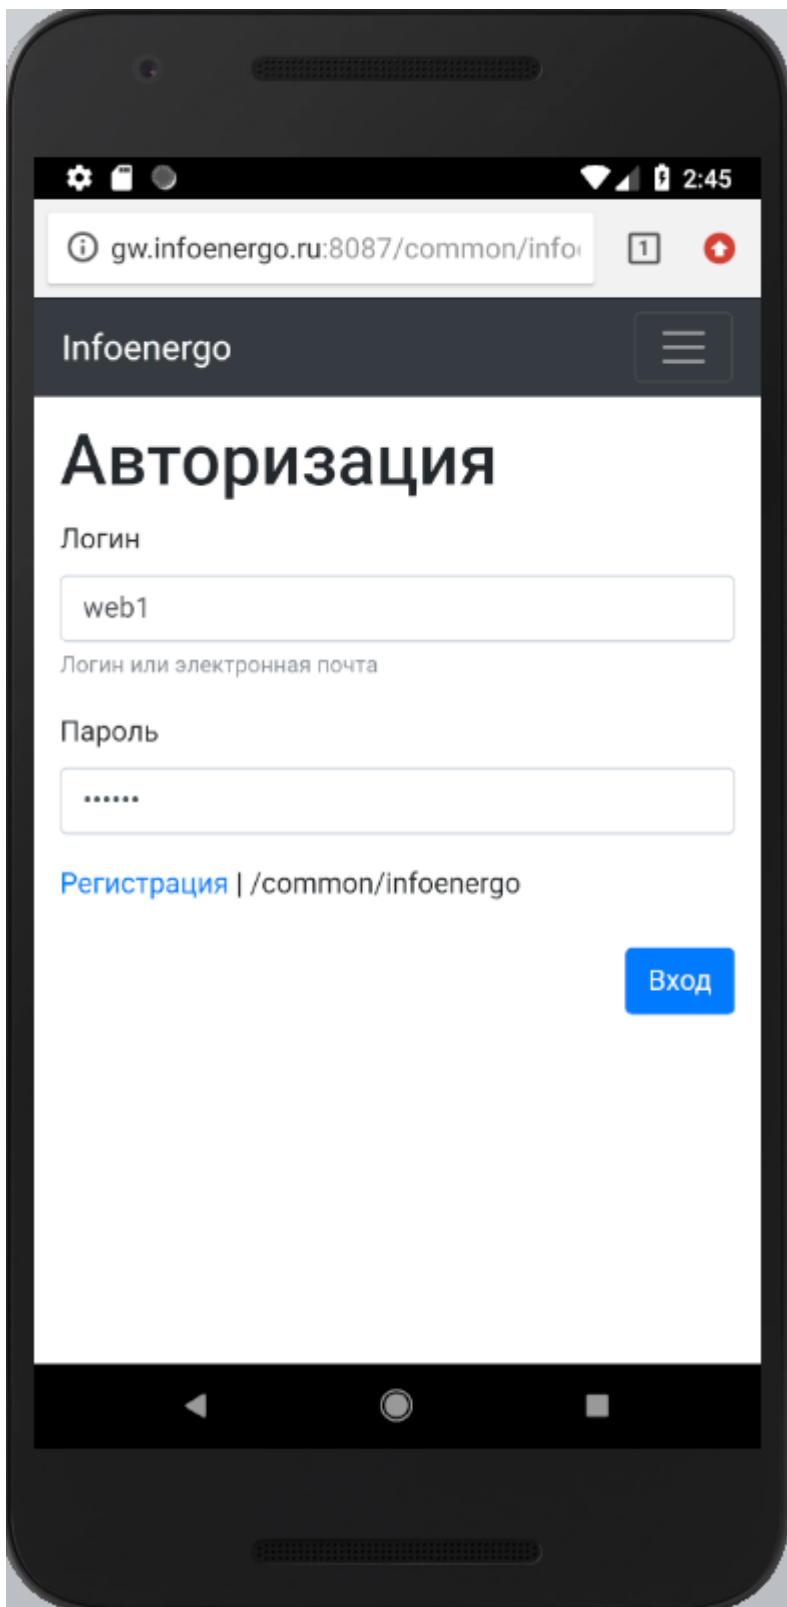 2:45
gw.infoenergo.ru:8087/common/info
1
Infoenergo
Авторизация
Логин
web1
Логин или электронная почта
Пароль
••••••
Регистрация | /common/infoenergo
Вход